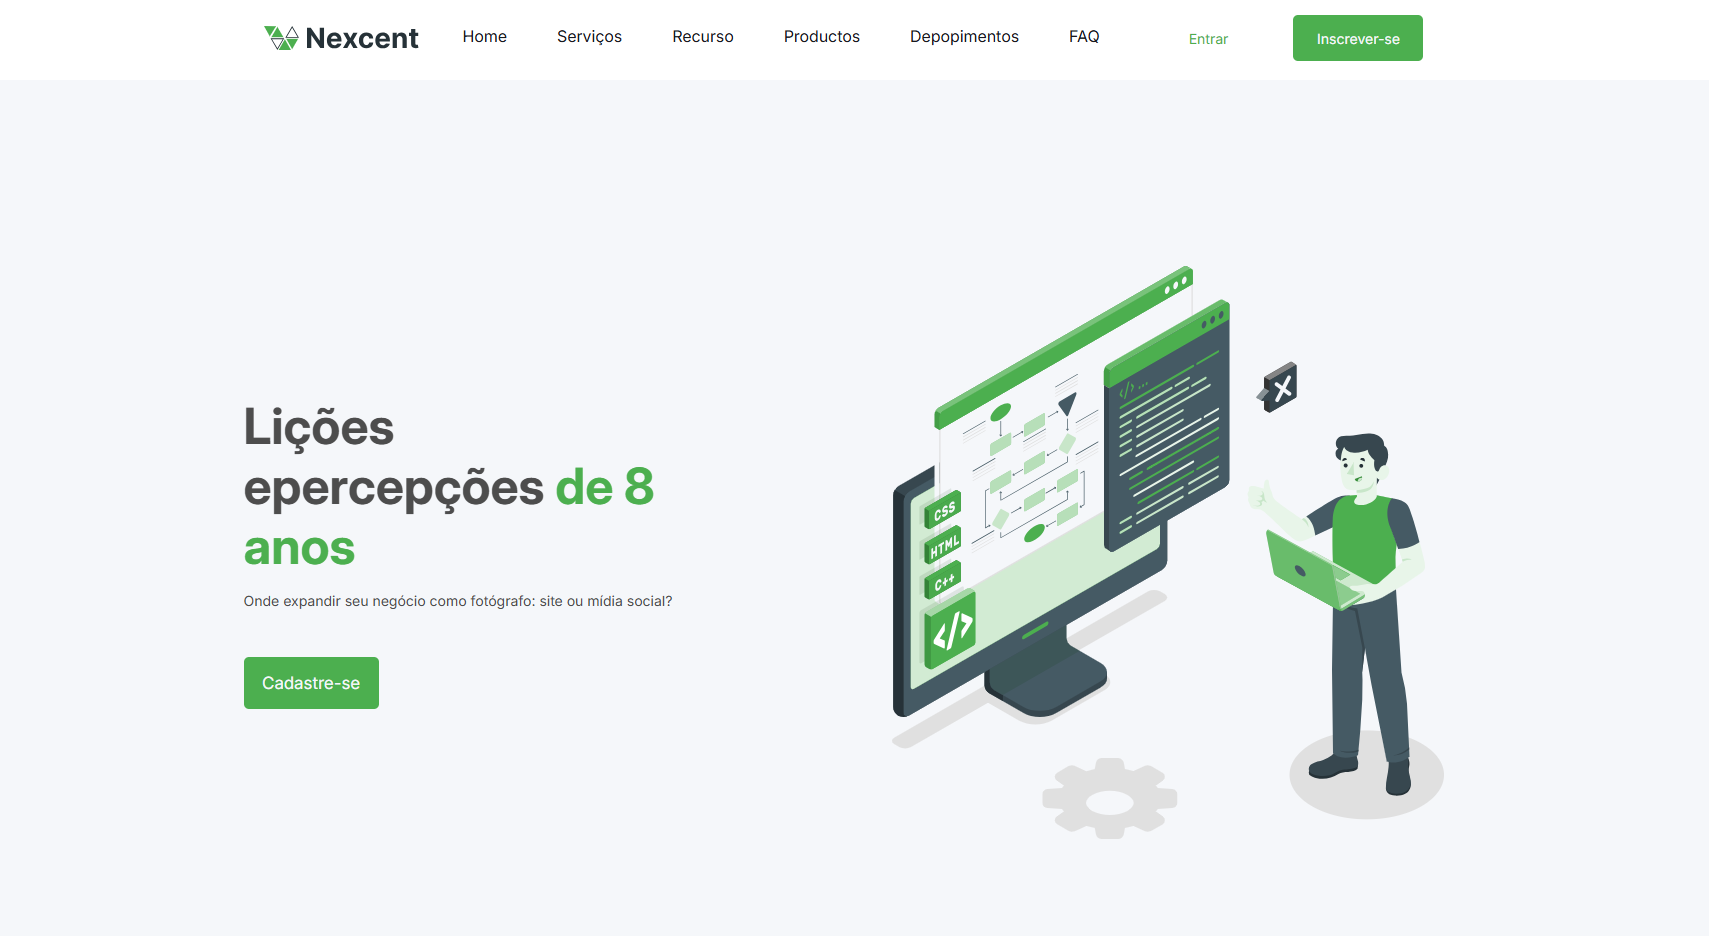 Nexcent Home Serviços Recurso Productos Depopimentos FAQ Entrar Inscrever-se
Lições
epercepções de 8
anos
Onde expandir seu negócio como fotógrafo: site ou mídia social?
Cadastre-se
</> ...
CSS
HTML
C++
</>